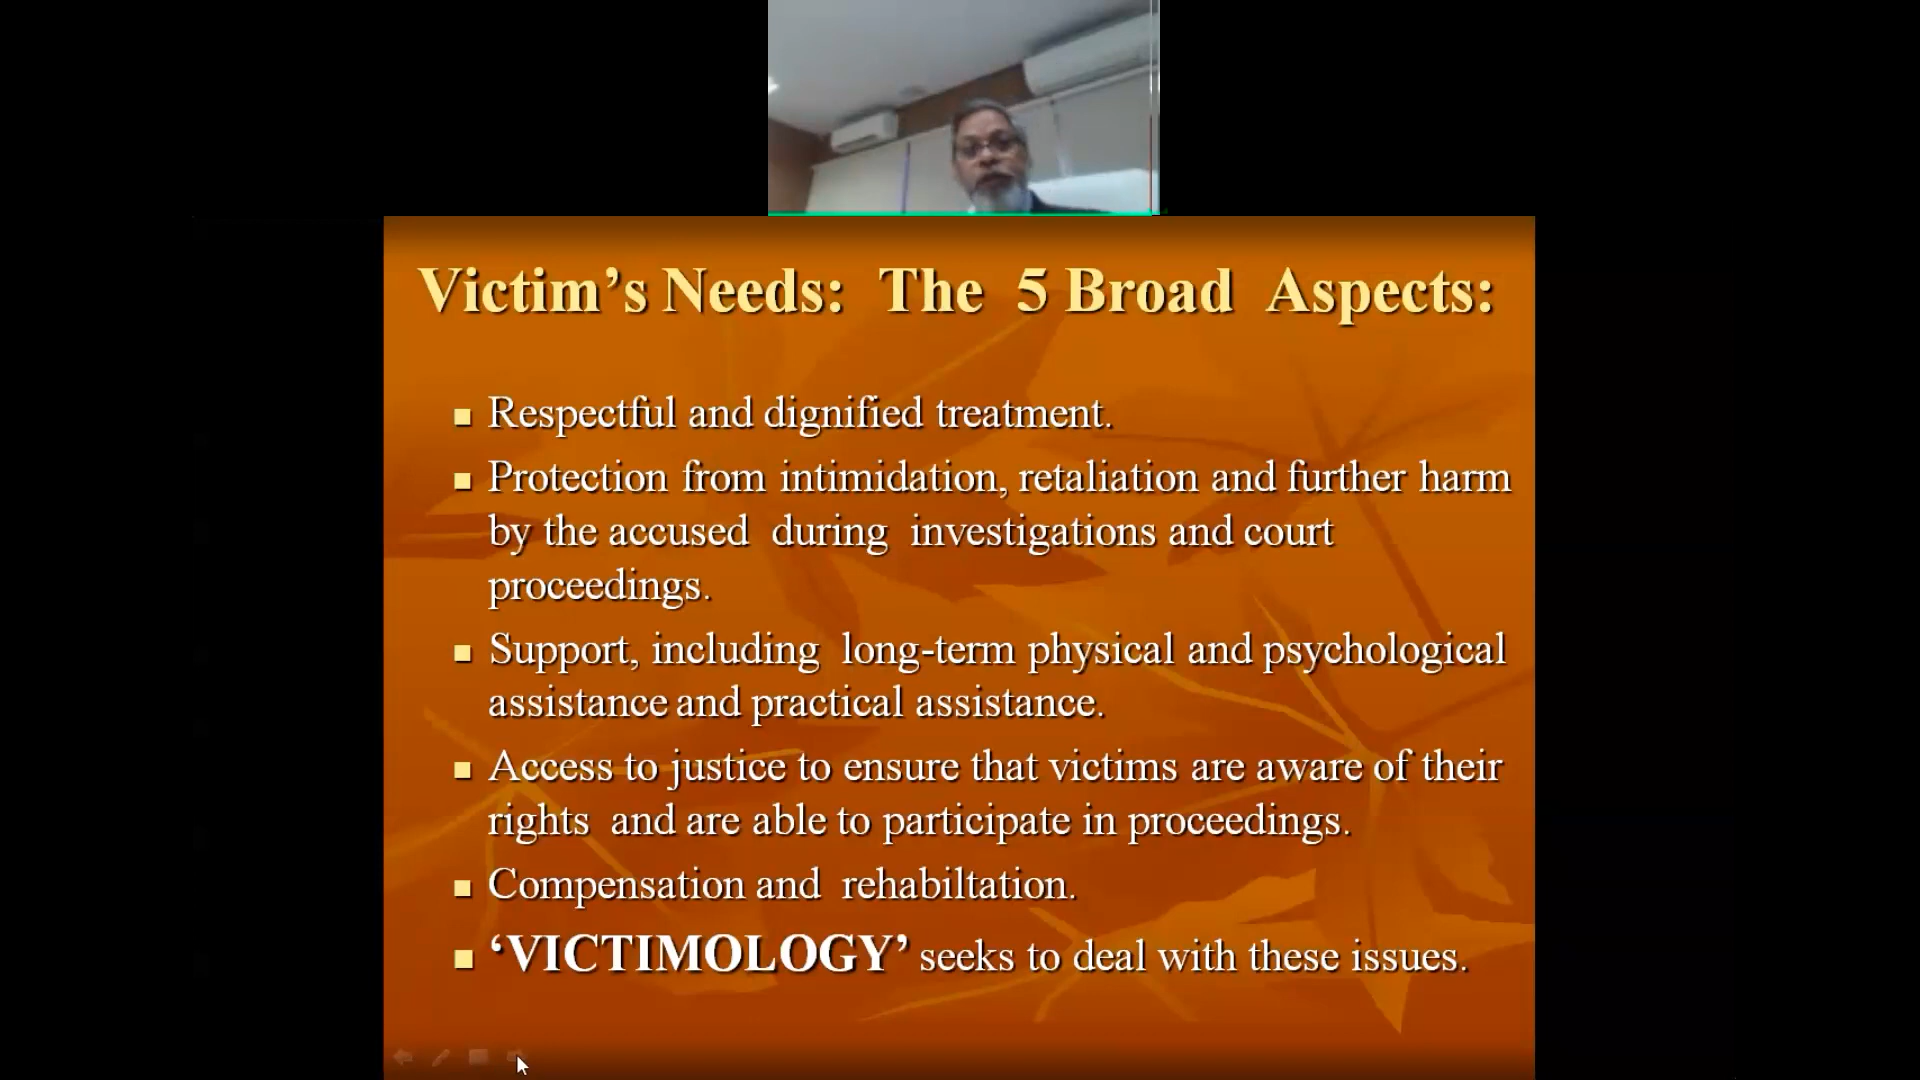 Victim’s Needs: The 5 Broad Aspects:
Respectful and dignified treatment.
Protection from intimidation, retaliation and further harm
by the accused during investigations and court
proceedings.
Support, including long-term physical and psychological
assistance and practical assistance.
Access to justice to ensure that victims are aware of their
rights and are able to participate in proceedings.
Compensation and rehabiltation.
‘VICTIMOLOGY’ seeks to deal with these issues.